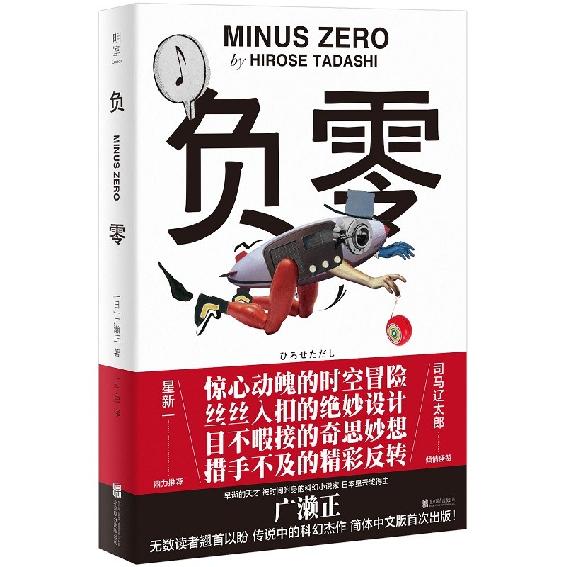 MINUS ZERO
by HIROSE TADASHI
负零
ひろせただし
惊心动魄的时空冒险
丝丝入扣的绝妙设计
目不暇接的奇思妙想
措手不及的精彩反转
星新一
司马辽太郎
广濑正
无数读者翘首以盼 传说中的科幻杰作 简体中文版首次出版!
负
MINUS ZERO
零